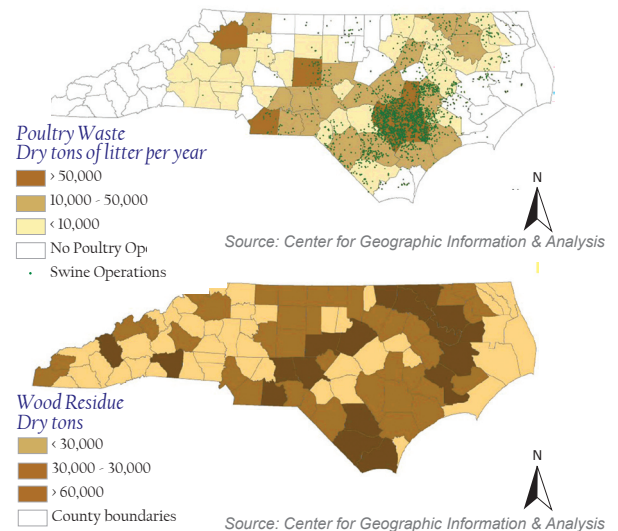 Poultry Waste
Dry tons of litter per year
> 50,000
10,000 - 50,000
< 10,000
No Poultry Op
Swine Operations
N
Source: Center for Geographic Information & Analysis
Wood Residue
Dry tons
< 30,000
30,000 - 30,000
> 60,000
County boundaries
N
Source: Center for Geographic Information & Analysis